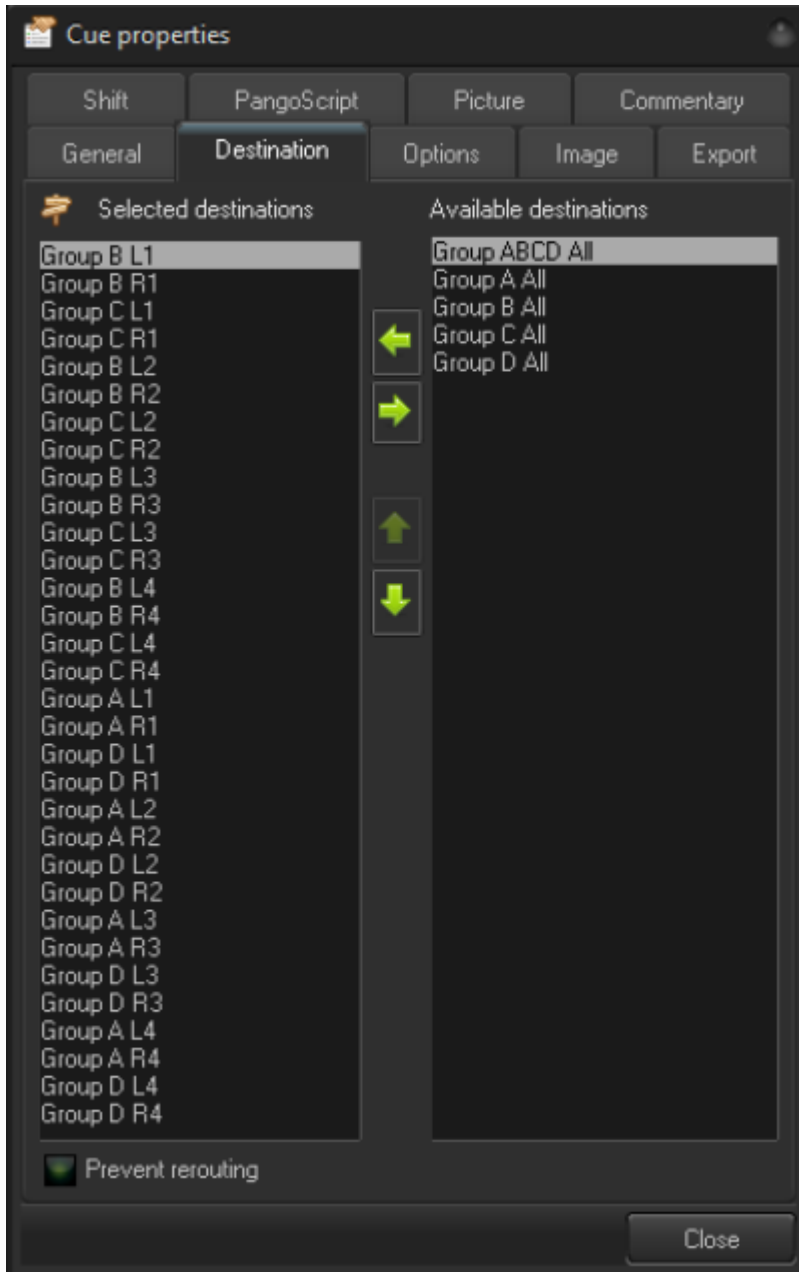 Cue properties
Shift PangoScript Picture Commentary
General Destination Options Image Export
Selected destinations
Group B L1
Group B R1
Group C L1
Group C R1
Group B L2
Group B R2
Group C L2
Group C R2
Group B L3
Group B R3
Group C L3
Group C R3
Group B L4
Group B R4
Group C L4
Group C R4
Group A L1
Group A R1
Group D L1
Group D R1
Group A L2
Group A R2
Group D L2
Group D R2
Group A L3
Group A R3
Group D L3
Group D R3
Group A L4
Group A R4
Group D L4
Group D R4
Available destinations
Group ABCD All
Group A All
Group B All
Group C All
Group D All
Prevent rerouting
Close